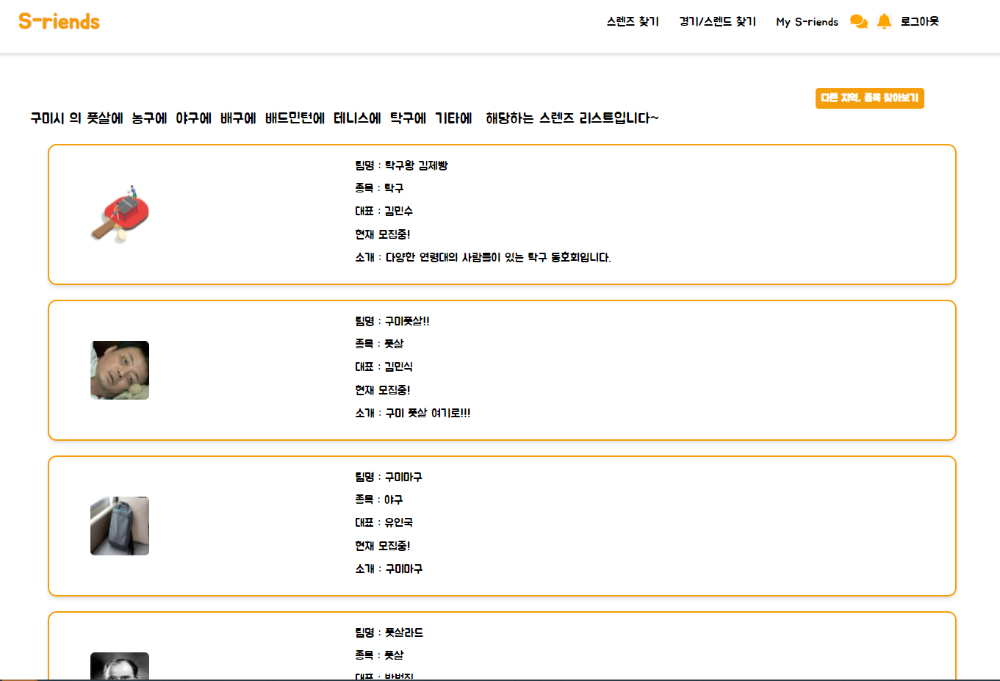 S-riends
스렌즈 찾기 경기/스렌드 찾기 My S-riends 로그아웃
다른 지역, 종목 찾아보기
구미시 의 풋살에 농구에 야구에 배구에 배드민턴에 테니스에 탁구에 기타에 해당하는 스렌즈 리스트입니다~
팀명 : 탁구왕 김제빵
종목 : 탁구
대표 : 김민수
현재 모집중!
소개 : 다양한 연령대의 사람들이 있는 탁구 동호회입니다.
팀명 : 구미풋살!!
종목 : 풋살
대표 : 김민식
현재 모집중!
소개 : 구미 풋살 여기로!!!
팀명 : 구미마구
종목 : 야구
대표 : 유인국
현재 모집중!
소개 : 구미마구
팀명 : 풋살라드
종목 : 풋살
대표 :